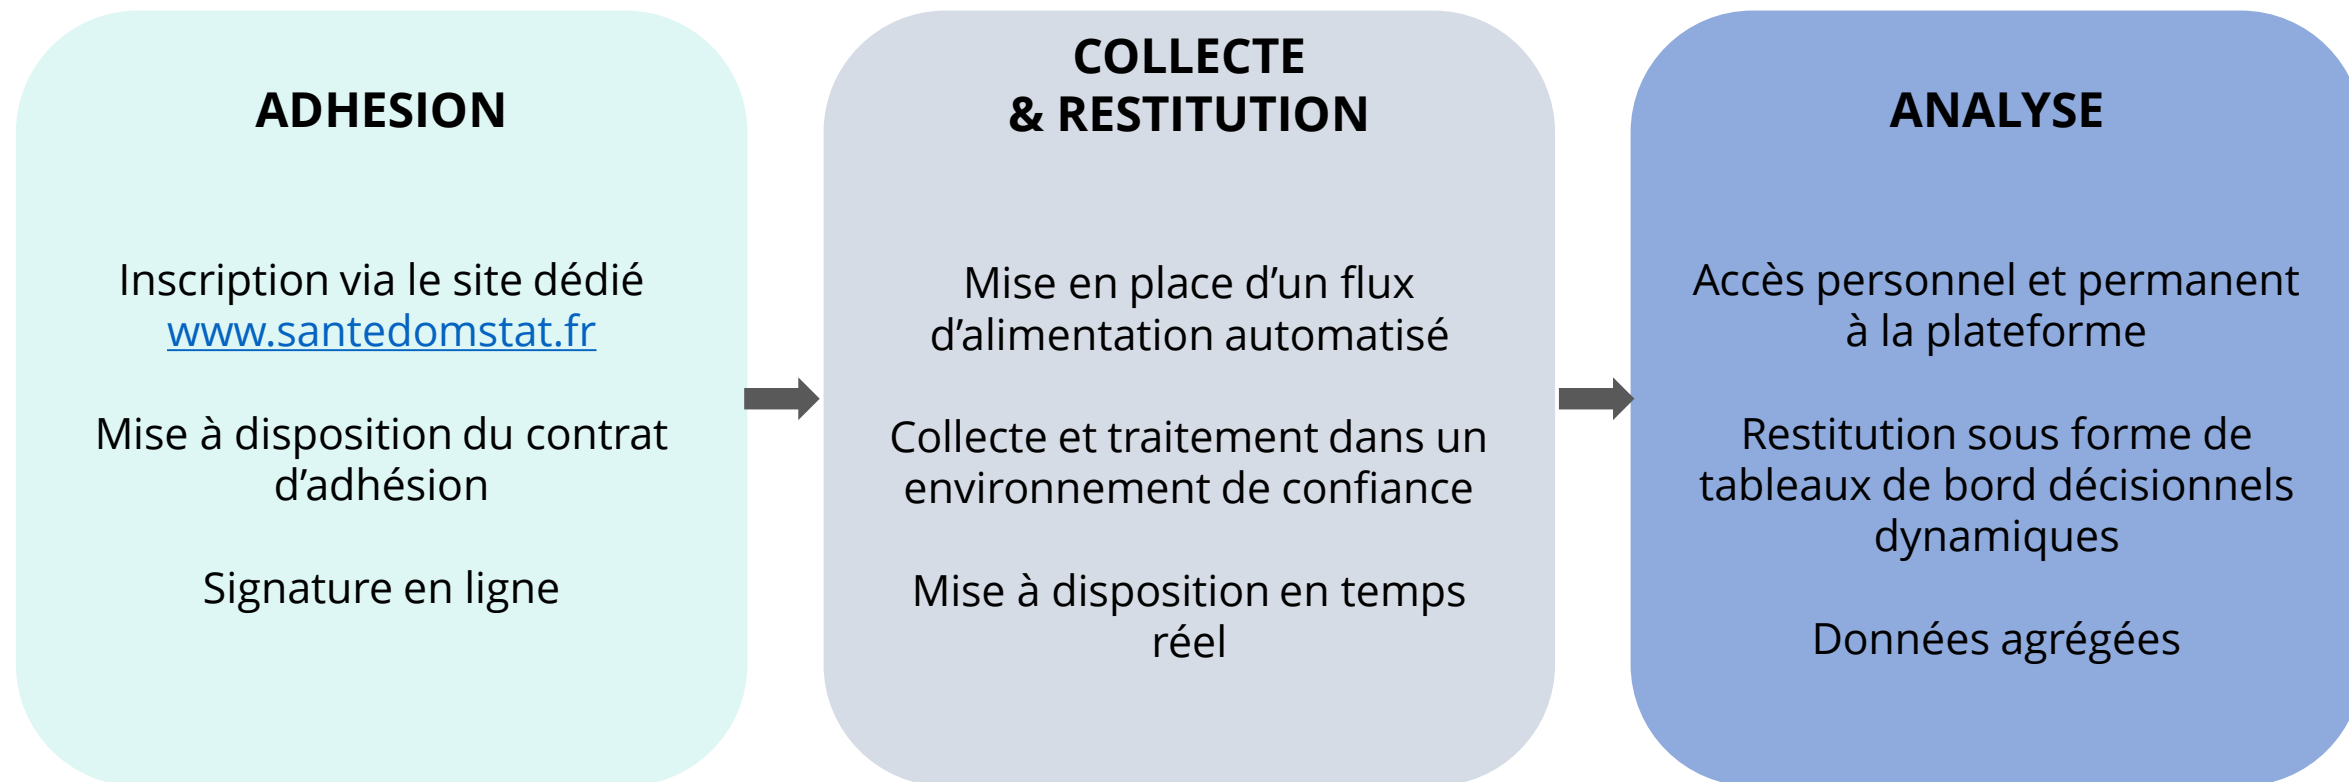 ADHESION
Inscription via le site dédié
www.santedomstat.fr
Mise à disposition du contrat
d’adhésion
Signature en ligne
COLLECTE
& RESTITUTION
Mise en place d’un flux
d’alimentation automatisé
Collecte et traitement dans un
environnement de confiance
Mise à disposition en temps
réel
ANALYSE
Accès personnel et permanent
à la plateforme
Restitution sous forme de
tableaux de bord décisionnels
dynamiques
Données agrégées